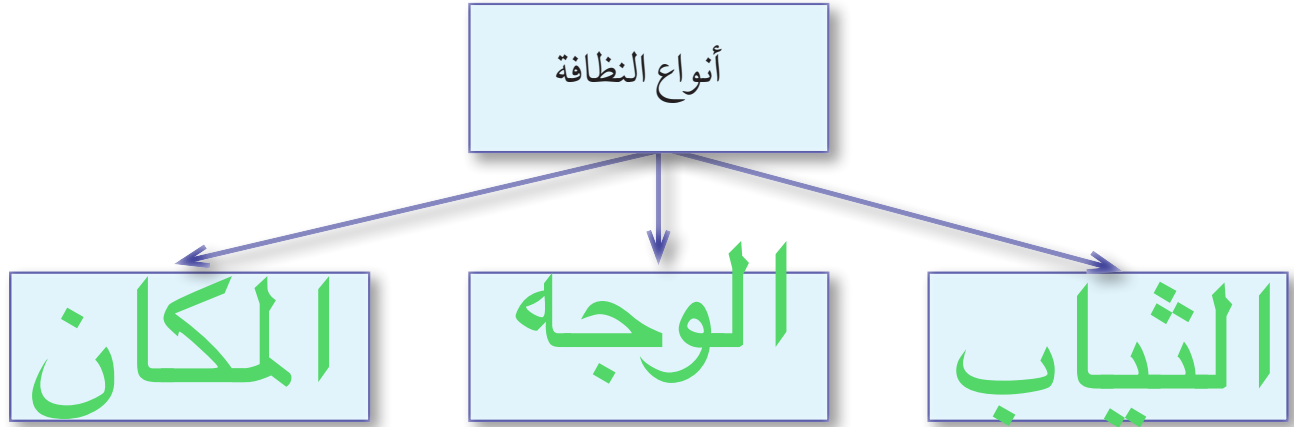 أنواع النظافة
الثياب
الوجه
المكان